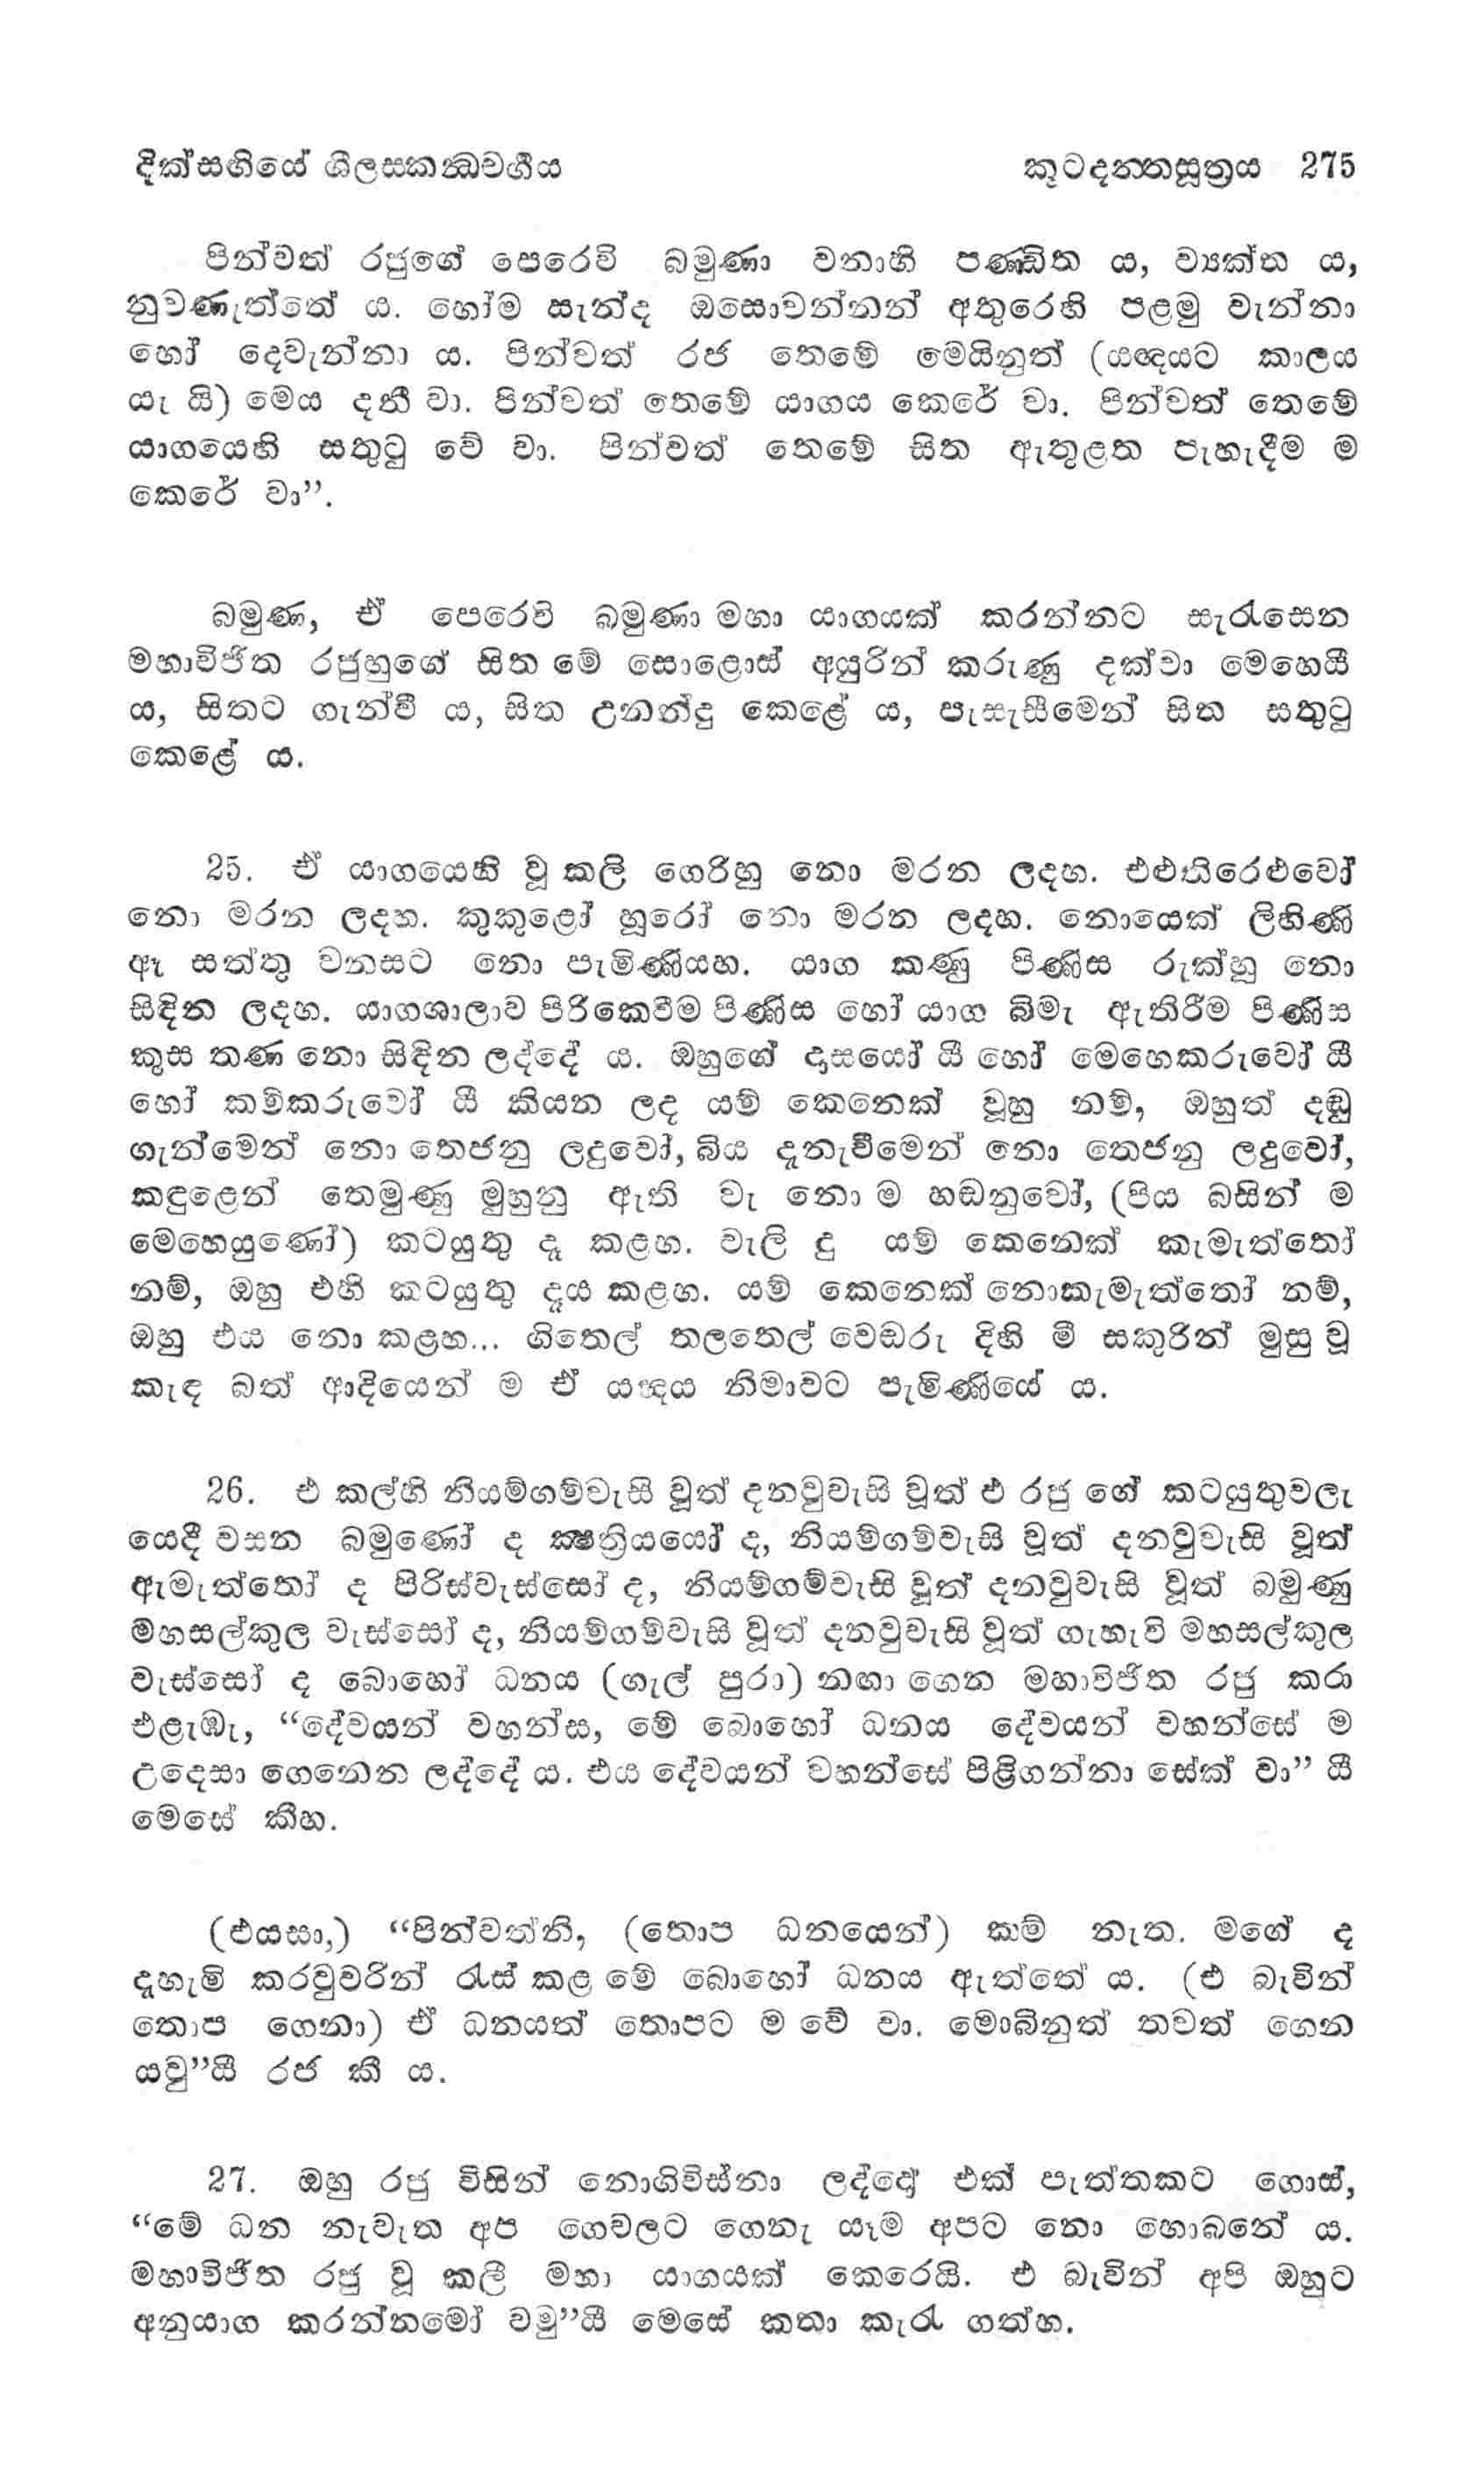 දික්සඟියේ ශීලසකන්‍ධවර්‍ගය
කූටදන්තසූත්‍රය 275
පින්වත් රජුගේ පෙරෙවි බමුණා වනාහි පණ්ඩිත ය, ව්‍යක්ත ය,
නුවණැත්තේ ය. හෝම සැන්ද ඔසොවන්නන් අතුරෙහි පළමු වැන්නා
හෝ දෙවැන්නා ය. පින්වත් රජ තෙමේ මෙයිනුත් (යඥයට කාලය
යැ යි) මෙය දනී වා. පින්වත් තෙමේ යාගය කෙරේ වා. පින්වත් තෙමේ
යාගයෙහි සතුටු වේ වා. පින්වත් තෙමේ සිත ඇතුළත පැහැදීම ම
කෙරේ වා”.
බමුණ, ඒ පෙරෙවි බමුණා මහා යාගයක් කරන්නට සැරැසෙන
මහාවිජිත රජුහුගේ සිත මේ සොළොස් අයුරින් කරුණු දක්වා මෙහෙයී
ය, සිතට ගැන්වී ය, සිත උනන්දු කෙළේ ය, පැසැසීමෙන් සිත සතුටු
කෙළේ ය.
25. ඒ යාගයෙහි වූ කලි ගෙරිහු නො මරන ලදහ. එළුතිරෙළුවෝ
නො මරන ලදහ. කුකුළෝ හූරෝ නො මරන ලදහ. නොයෙක් ලිහිණි
ඈ සත්තු වනසට නො පැමිණියහ. යාග කණු පිණිස රුක්හු නො
සිඳින ලදහ. යාගශාලාව පිරිකෙවීම පිණිස හෝ යාග බිමැ ඇතිරීම පිණිස
කුස තණ නො සිඳින ලද්දේ ය. ඔහුගේ දාසයෝ යී හෝ මෙහෙකරුවෝ යී
හෝ කම්කරුවෝ යී කියන ලද යම් කෙනෙක් වූහු නම්, ඔහුත් දඬු
ගැන්මෙන් නො තෙජනු ලදුවෝ, බිය දැනැවීමෙන් නො තෙජනු ලදුවෝ,
කඳුළෙන් තෙමුණු මුහුනු ඇති වැ නො ම හඬනුවෝ, (පිය බසින් ම
මෙහෙයුණෝ) කටයුතු දෑ කළහ. වැලි දු යම් කෙනෙක් කැමැත්තෝ
නම්, ඔහු එහි කටයුතු දෑය කළහ. යම් කෙනෙක් නොකැමැත්තෝ නම්,
ඔහු එය නො කළහ... ගිතෙල් තලතෙල් වෙඬරු දිහි මී සකුරින් මුසු වූ
කැඳ බත් ආදියෙන් ම ඒ යඥය නිමාවට පැමිණියේ ය.
26. එ කල්හි නියම්ගම්වැසි වූත් දනවුවැසි වූත් එ රජු ගේ කටයුතුවලැ
යෙදී වසන බමුණෝ ද ක්‍ෂත්‍රියයෝ ද, නියම්ගම්වැසි වූත් දනවුවැසි වූත්
ඇමැත්තෝ ද පිරිස්වැස්සෝ ද, නියම්ගම්වැසි වූත් දනවුවැසි වූත් බමුණු
මහසල්කුල වැස්සෝ ද, නියම්ගම්වැසි වූත් දනවුවැසි වූත් ගැහැවි මහසල්කුල
වැස්සෝ ද බොහෝ ධනය (ගැල් පුරා) නඟා ගෙන මහාවිජිත රජු කරා
එළැඹැ, “දේවයන් වහන්ස, මේ බොහෝ ධනය දේවයන් වහන්සේ ම
උදෙසා ගෙනෙන ලද්දේ ය. එය දේවයන් වහන්සේ පිළිගන්නා සේක් වා” යී
මෙසේ කීහ.
(එයසා,) “පින්වත්නි, (තොප ධනයෙන්) කම් නැත. මගේ ද
දැහැමි කරවුවරින් රැස් කළ මේ බොහෝ ධනය ඇත්තේ ය. (එ බැවින්
තොප ගෙනා) ඒ ධනයත් තොපට ම වේ වා. මොබිනුත් තවත් ගෙන
යවු”යී රජ කී ය.
27. ඔහු රජු විසින් නොගිවිස්නා ලද්දෝ එක් පැත්තකට ගොස්,
“මේ ධන නැවැත අප ගෙවලට ගෙනැ යෑම අපට නො හොබනේ ය.
මහාවිජිත රජු වූ කලී මහා යාගයක් කෙරෙයි. එ බැවින් අපි ඔහුට
අනුයාග කරන්නමෝ වමු”යී මෙසේ කතා කැරැ ගත්හ.